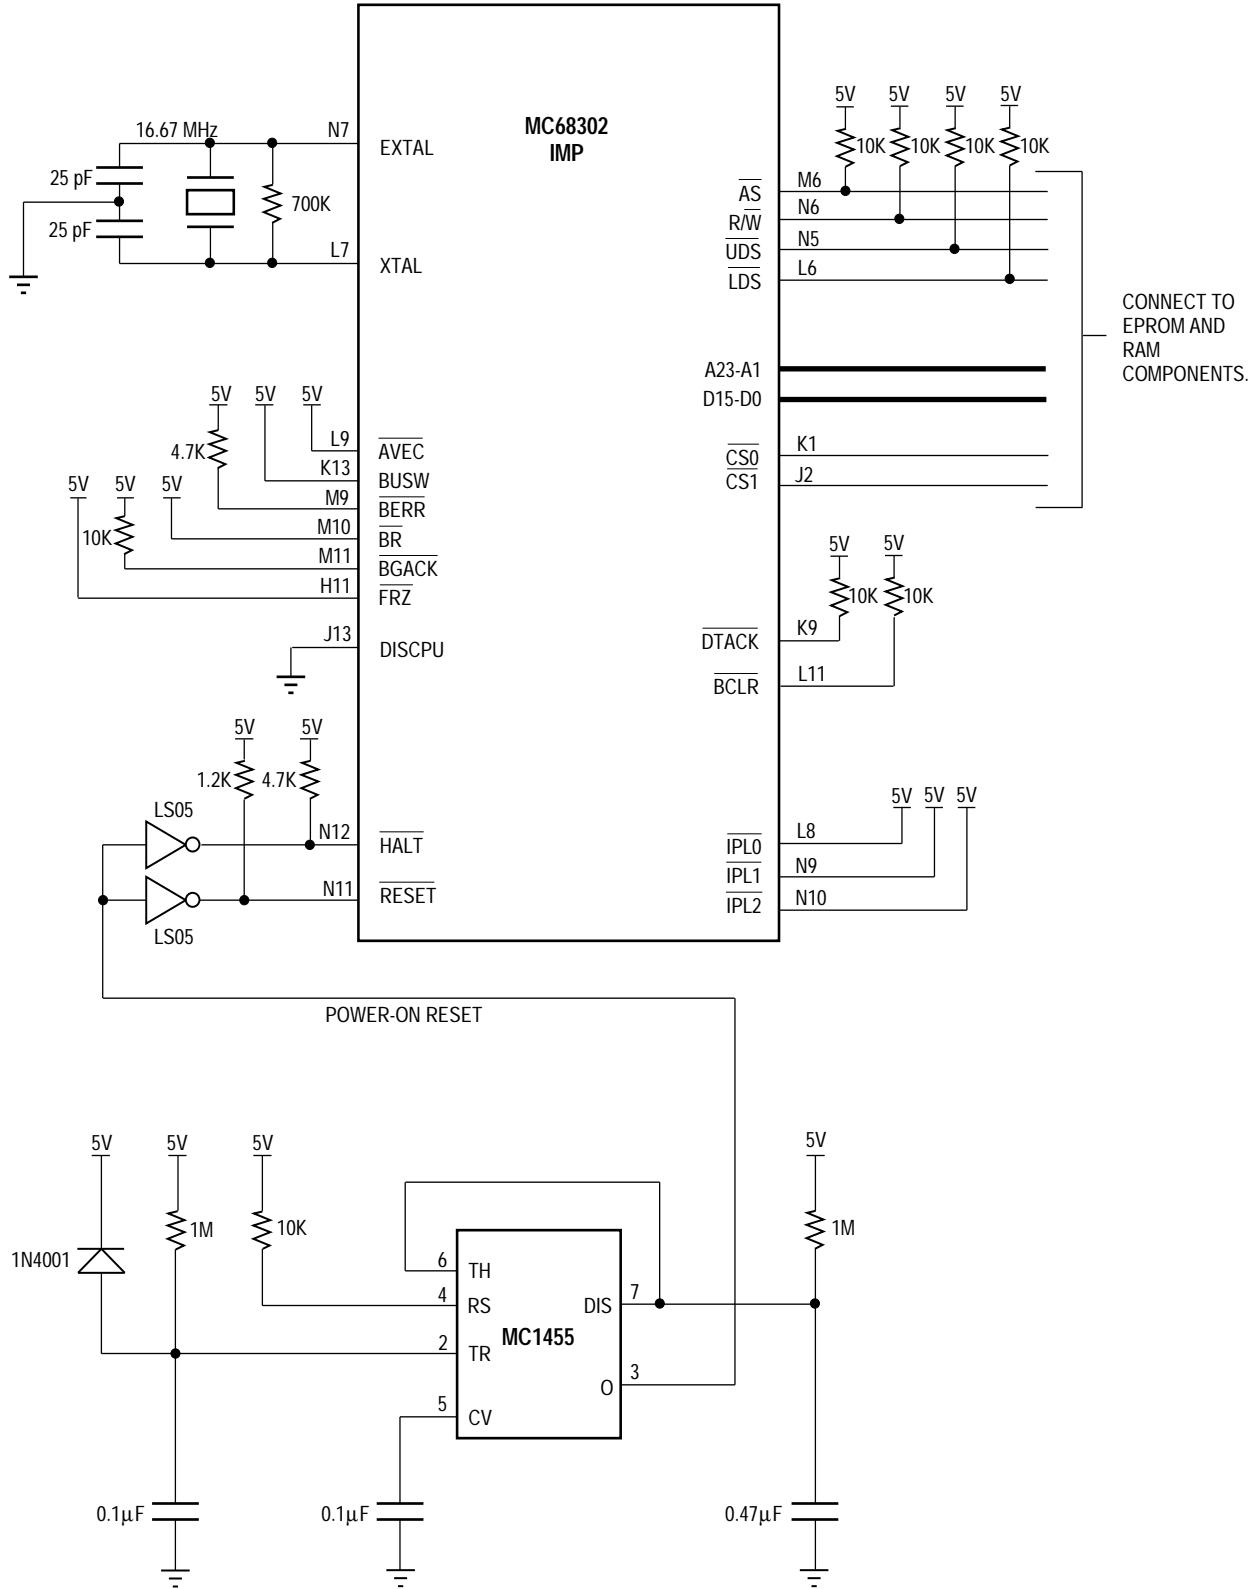 MC68302
IMP
16.67 MHz
N7
EXTAL
25 pF
25 pF
700K
L7
XTAL
5V
5V
5V
5V
10K
10K
10K
10K
AS
M6
R/W
N6
UDS
N5
LDS
L6
CONNECT TO
EPROM AND
RAM
COMPONENTS.
A23-A1
D15-D0
CS0
K1
CS1
J2
5V
5V
5V
4.7K
L9
AVEC
K13
BUSW
5V
5V
5V
M9
BERR
10K
M10
BR
M11
BGACK
H11
FRZ
J13
DISCPU
5V
5V
10K
10K
DTACK
K9
BCLR
L11
5V
5V
1.2K
4.7K
LS05
N12
HALT
N11
RESET
LS05
5V
5V
5V
IPL0
L8
IPL1
N9
IPL2
N10
POWER-ON RESET
5V
5V
5V
5V
1N4001
1M
10K
1M
6
TH
4
RS
DIS
7
MC1455
2
TR
O
3
5
CV
0.1µF
0.1µF
0.47µF